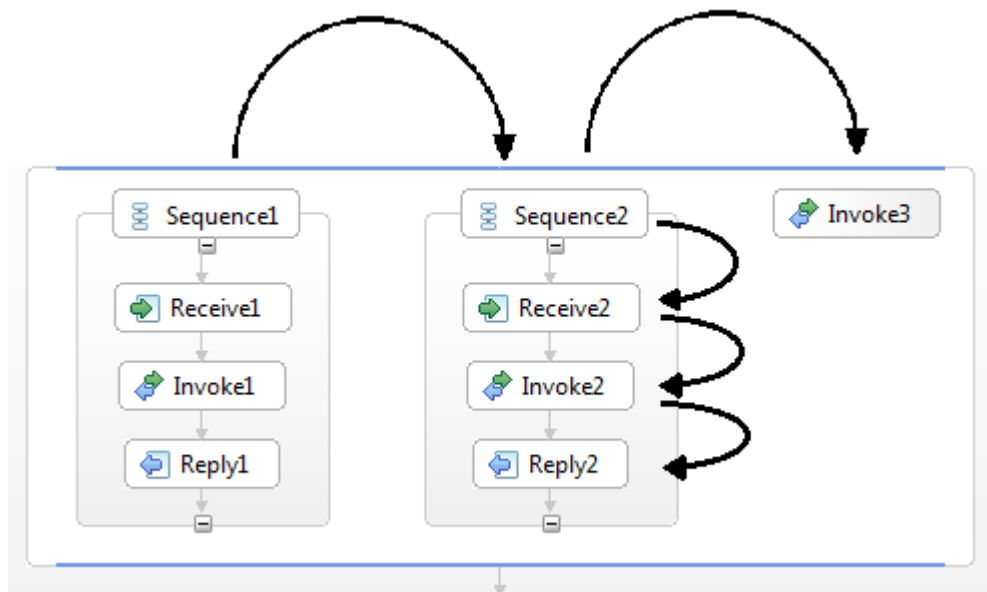 Sequence1
Sequence2
Invoke3
Receive1
Receive2
Invoke1
Invoke2
Reply1
Reply2